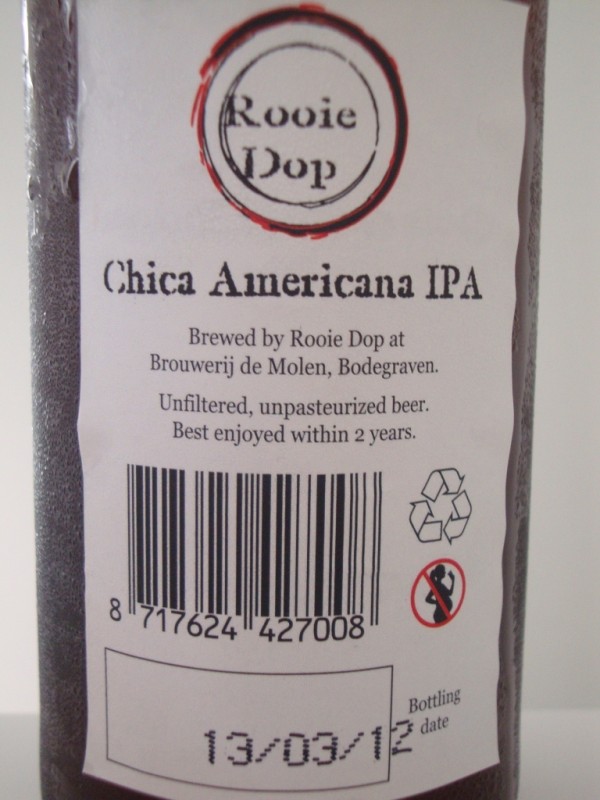 Rooie
Dop
Chica Americana IPA
Brewed by Rooie Dop at
Brouwerij de Molen, Bodegraven.
Unfiltered, unpasteurized beer.
Best enjoyed within 2 years.
8 717624 427008
Bottling
date
13/03/12